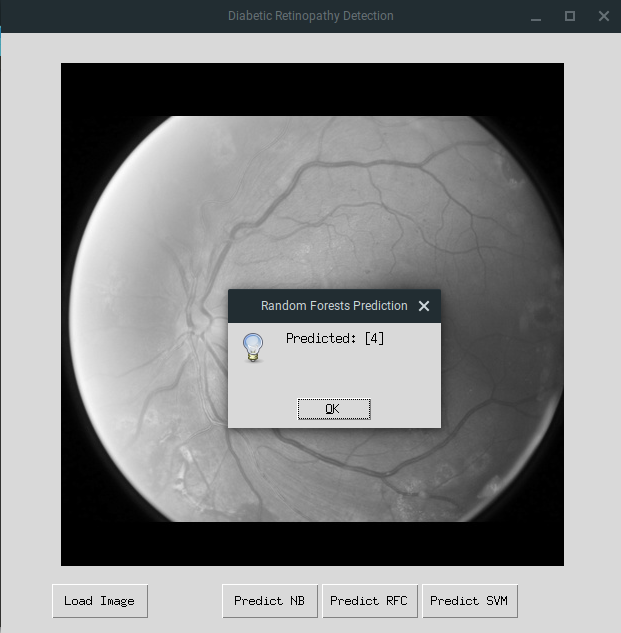 Diabetic Retinopathy Detection
Random Forests Prediction
Predicted: [4]
OK
Load Image
Predict NB
Predict RFC
Predict SVM